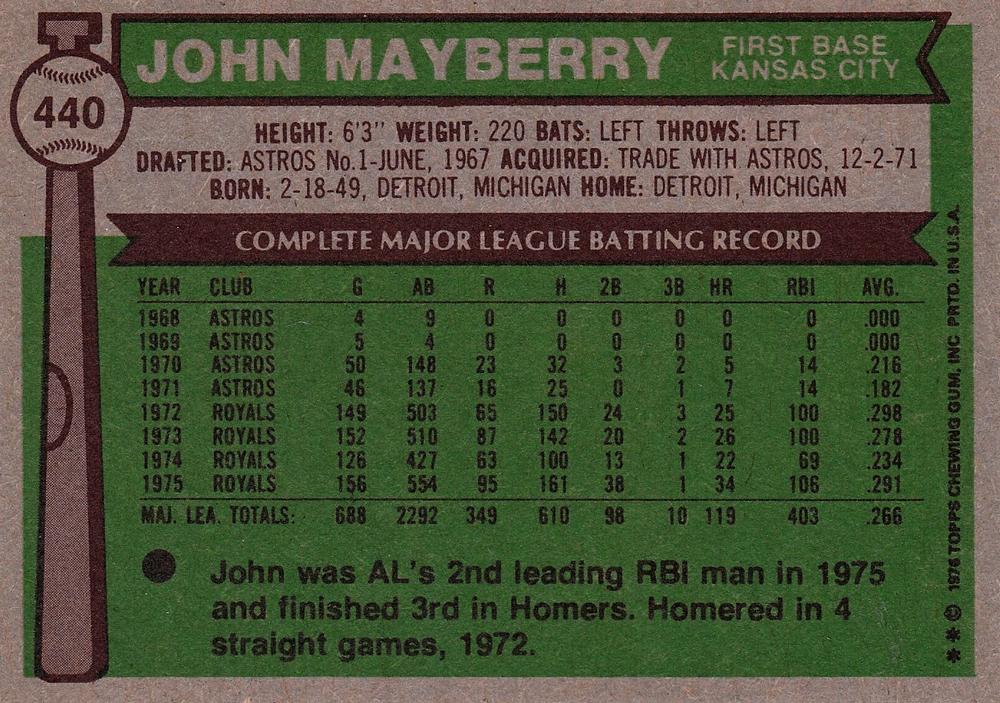 440
JOHN MAYBERRY
FIRST BASE
KANSAS CITY
HEIGHT: 6'3" WEIGHT: 220 BATS: LEFT THROWS: LEFT
DRAFTED: ASTROS No.1-JUNE, 1967 ACQUIRED: TRADE WITH ASTROS, 12-2-71
BORN: 2-18-49, DETROIT, MICHIGAN HOME: DETROIT, MICHIGAN
COMPLETE MAJOR LEAGUE BATTING RECORD
YEAR CLUB G AB R H 2B 3B HR RBI AVG.
1968 ASTROS 4 9 0 0 0 0 0 0 .000
1969 ASTROS 5 4 0 0 0 0 0 0 .000
1970 ASTROS 50 148 23 32 3 2 5 14 .216
1971 ASTROS 46 137 16 25 0 1 7 14 .182
1972 ROYALS 149 503 65 150 24 3 25 100 .298
1973 ROYALS 152 510 87 142 20 2 26 100 .278
1974 ROYALS 126 427 63 100 13 1 22 69 .234
1975 ROYALS 156 554 95 161 38 1 34 106 .291
MAJ. LEA. TOTALS: 688 2292 349 610 98 10 119 403 .266
John was AL's 2nd leading RBI man in 1975
and finished 3rd in Homers. Homered in 4
straight games, 1972.
** © 1976 TOPPS CHEWING GUM, INC PRTD. IN U.S.A.